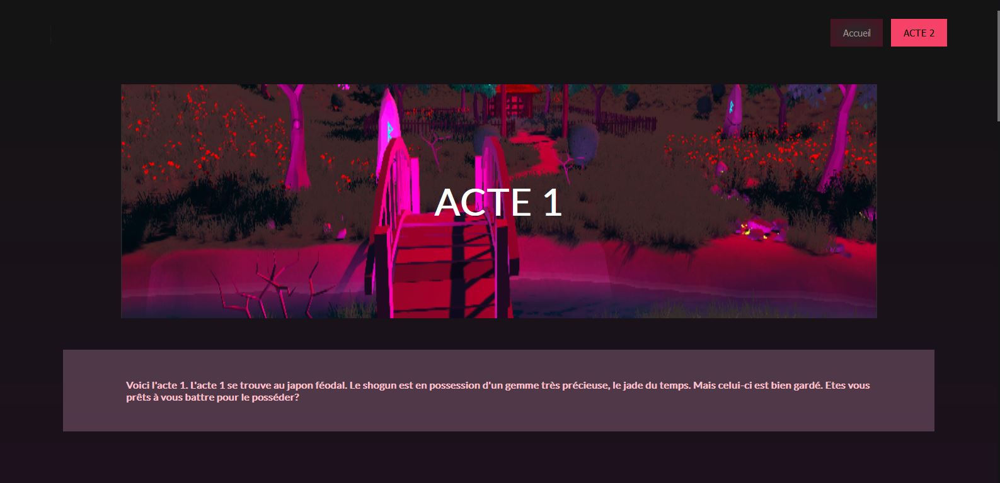 Accueil
ACTE 2
ACTE 1
Voici l'acte 1. L'acte 1 se trouve au japon féodal. Le shogun est en possession d'un gemme très précieuse, le jade du temps. Mais celui-ci est bien gardé. Etes vous
prêts à vous battre pour le posséder?